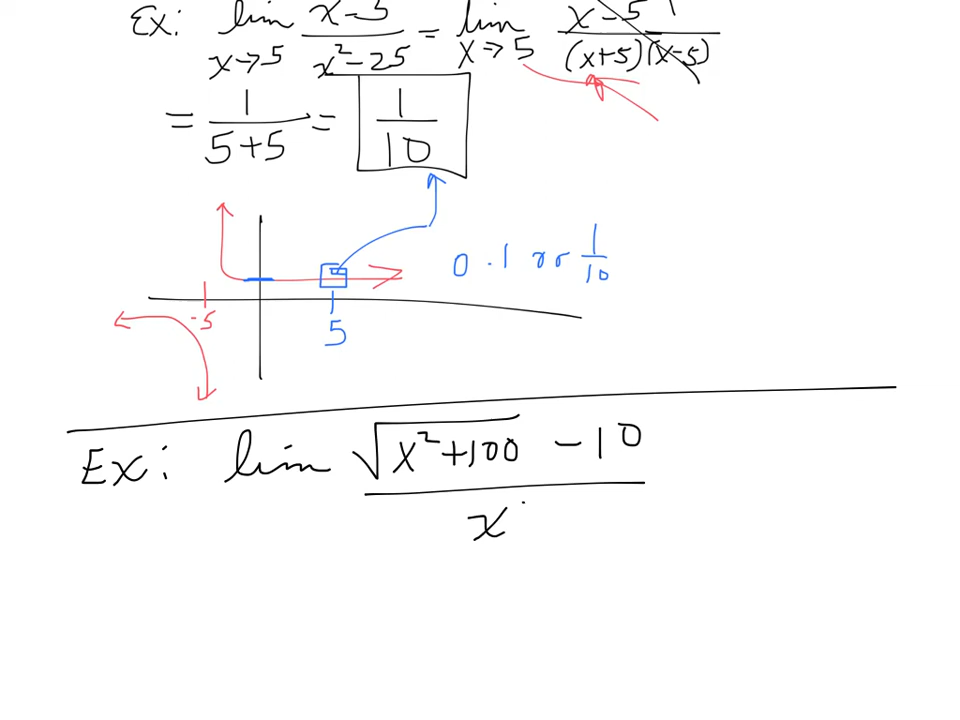 Ex: lim x→5 x-5/x²-25 = lim x→5 x-5 1/(x+5)(x-5)
= 1/5+5 = 1/10
0.1 or 1/10
-5
5
Ex: lim √x²+100 -10/x